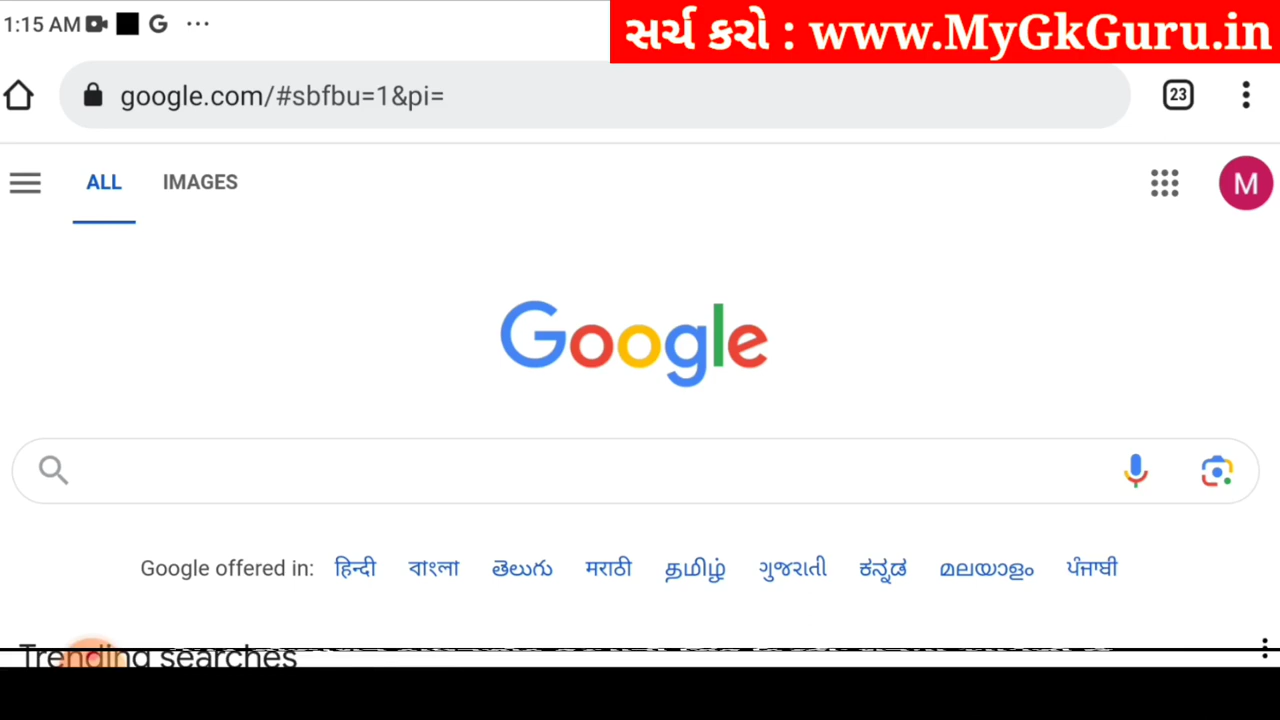 1:15 AM G ...
સર્ચ કરો : www.MyGkGuru.in
google.com/#sbfbu=1&pi=
23
ALL IMAGES
M
Google
Google offered in: हिन्दी বাংলা తెలుగు मराठी தமிழ் ગુજરાતી ಕನ್ನಡ മലയാളം ਪੰਜਾਬੀ
Trending searches